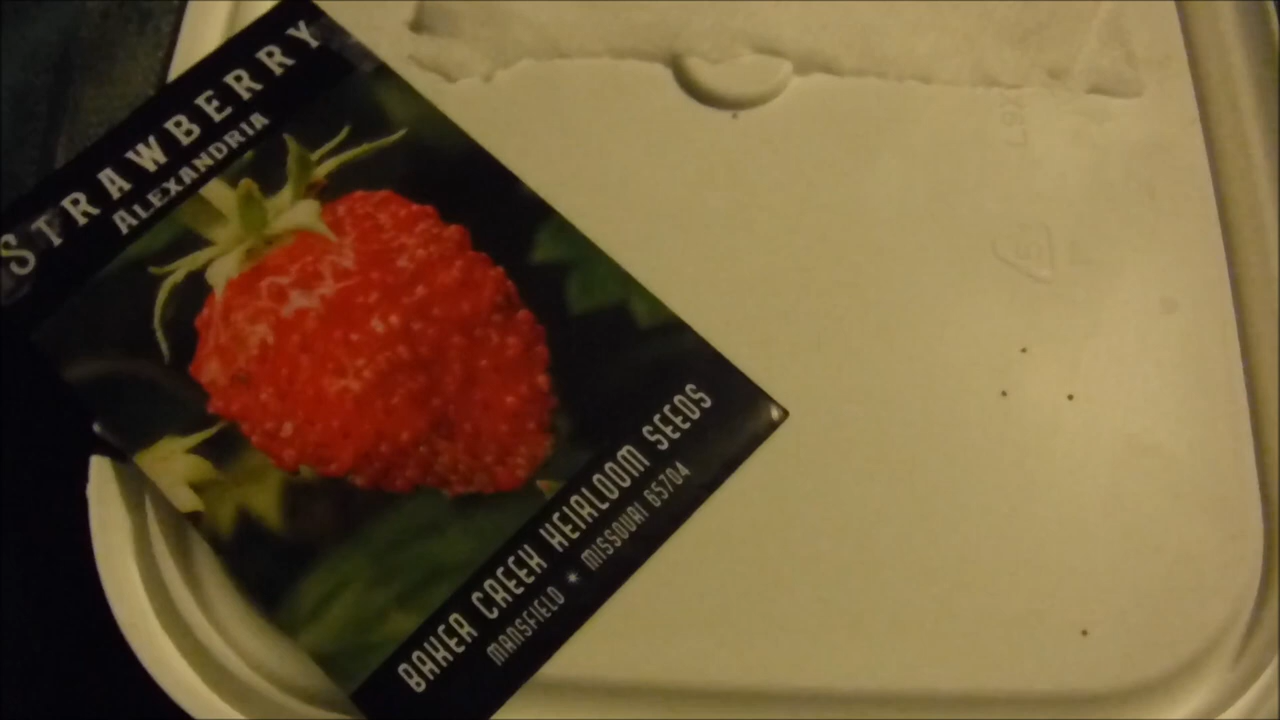 STRAWBERRY
ALEXANDRIA
BAKER CREEK HEIRLOOM SEEDS
MANSFIELD * MISSOURI 65704